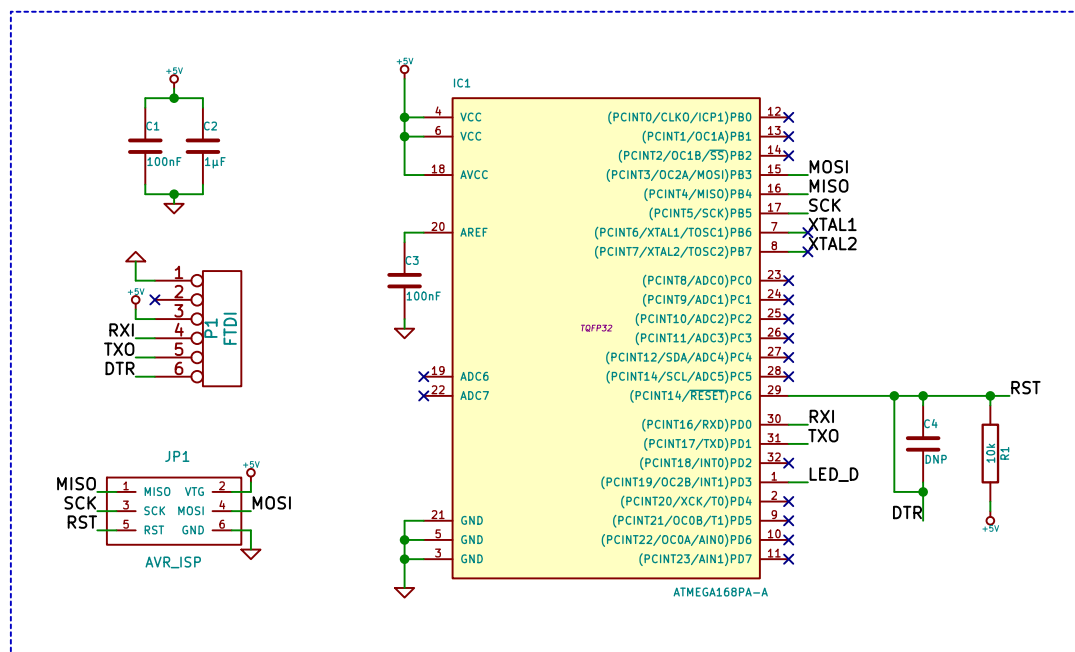 +5V
C1
100nF
C2
1µF
+5V
1
2
3
4
5
6
RXI
TXO
DTR
P1
FTDI
JP1
+5V
MISO
SCK
RST
1
3
5
MISO VTG
SCK MOSI
RST GND
2
4
6
MOSI
AVR_ISP
+5V
IC1
4 VCC
6 VCC
18 AVCC
20 AREF
C3
100nF
19 ADC6
22 ADC7
21 GND
5 GND
3 GND
TQFP32
(PCINT0/CLKO/ICP1)PB0 12
(PCINT1/OC1A)PB1 13
(PCINT2/OC1B/SS)PB2 14
(PCINT3/OC2A/MOSI)PB3 15 MOSI
(PCINT4/MISO)PB4 16 MISO
(PCINT5/SCK)PB5 17 SCK
(PCINT6/XTAL1/TOSC1)PB6 7 XTAL1
(PCINT7/XTAL2/TOSC2)PB7 8 XTAL2
(PCINT8/ADC0)PC0 23
(PCINT9/ADC1)PC1 24
(PCINT10/ADC2)PC2 25
(PCINT11/ADC3)PC3 26
(PCINT12/SDA/ADC4)PC4 27
(PCINT14/SCL/ADC5)PC5 28
(PCINT14/RESET)PC6 29 RST
(PCINT16/RXD)PD0 30 RXI
(PCINT17/TXD)PD1 31 TXO
(PCINT18/INT0)PD2 32
(PCINT19/OC2B/INT1)PD3 1 LED_D
(PCINT20/XCK/T0)PD4 2
(PCINT21/OC0B/T1)PD5 9
(PCINT22/OC0A/AIN0)PD6 10
(PCINT23/AIN1)PD7 11
ATMEGA168PA-A
C4
DNP
10k
R1
DTR
+5V